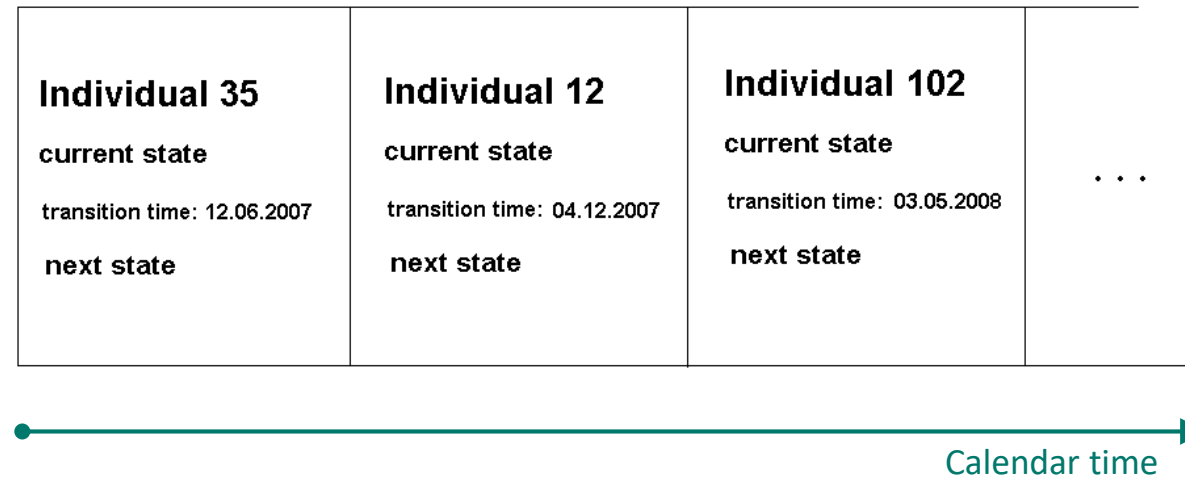 Individual 35
current state
transition time: 12.06.2007
next state
Individual 12
current state
transition time: 04.12.2007
next state
Individual 102
current state
transition time: 03.05.2008
next state
. . .
Calendar time